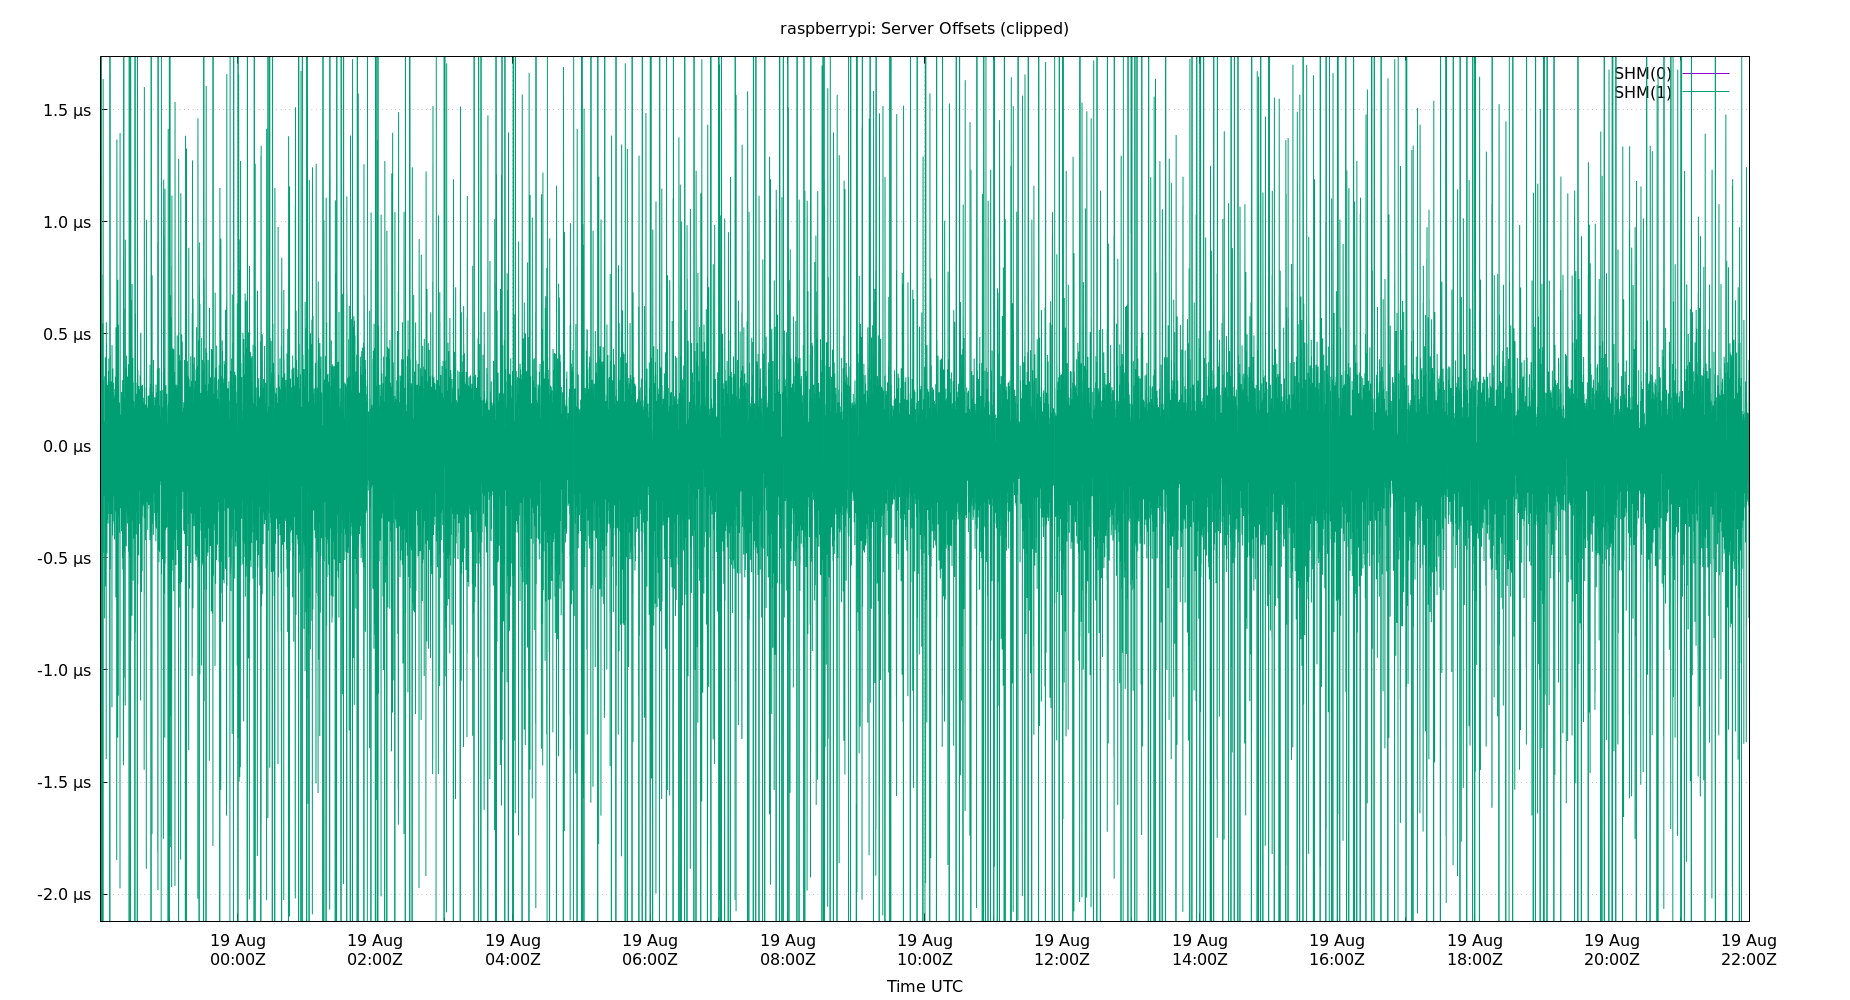 raspberrypi: Server Offsets (clipped)
SHM(0)
SHM(1)
1.5 µs
1.0 µs
0.5 µs
0.0 µs
-0.5 µs
-1.0 µs
-1.5 µs
-2.0 µs
19 Aug 19 Aug 19 Aug 19 Aug 19 Aug 19 Aug 19 Aug 19 Aug 19 Aug 19 Aug 19 Aug 19 Aug
00:00Z 02:00Z 04:00Z 06:00Z 08:00Z 10:00Z 12:00Z 14:00Z 16:00Z 18:00Z 20:00Z 22:00Z
Time UTC